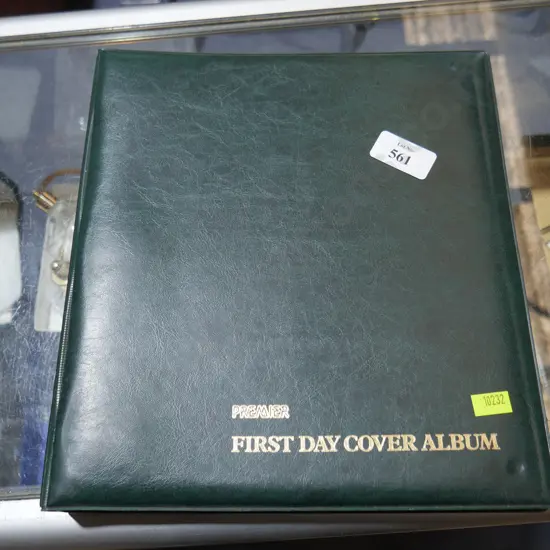 Lot No.
561
PREMIER
10232
FIRST DAY COVER ALBUM